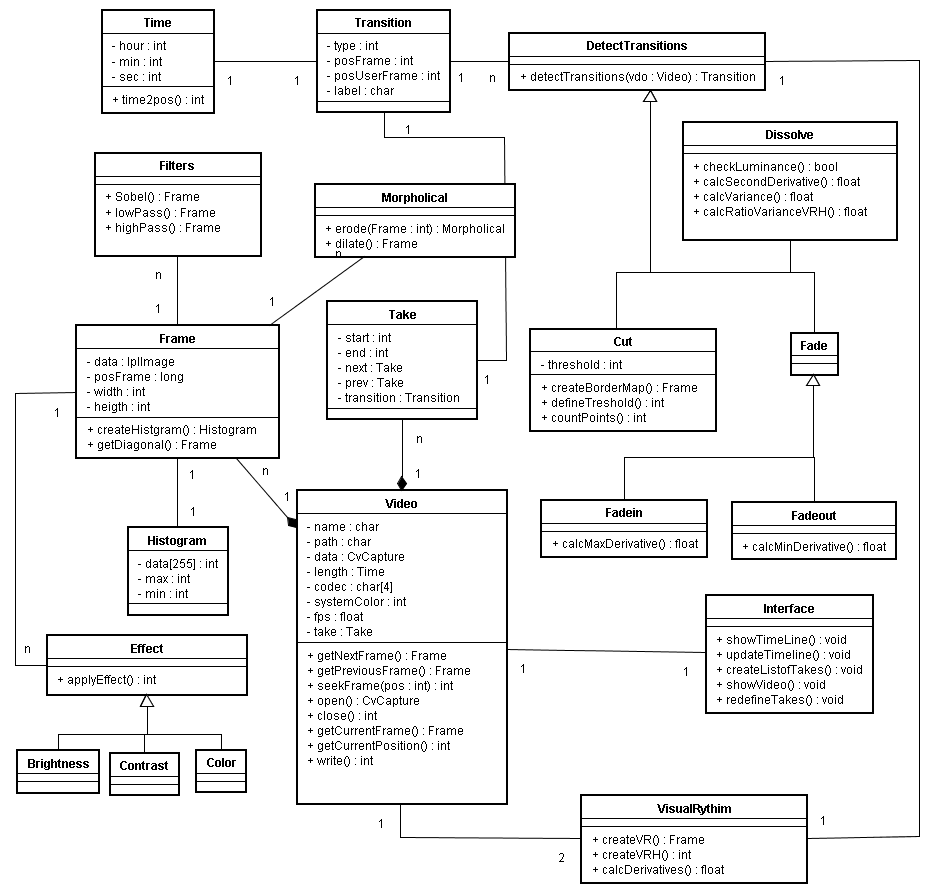 Time
- hour : int
- min : int
- sec : int
+ time2pos() : int
1
1
Transition
- type : int
- posFrame : int
- posUserFrame : int
- label : char
1
n
DetectTransitions
+ detectTransitions(vdo : Video) : Transition
1
1
Dissolve
+ checkLuminance() : bool
+ calcSecondDerivative() : float
+ calcVariance() : float
+ calcRatioVarianceVRH() : float
Filters
+ Sobel() : Frame
+ lowPass() : Frame
+ highPass() : Frame
n
1
Morpholical
+ erode(Frame : int) : Morpholical
+ dilate() : Frame
n
1
Frame
- data : IplImage
- posFrame : long
- width : int
- heigth : int
+ createHistgram() : Histogram
+ getDiagonal() : Frame
1
Take
- start : int
- end : int
- next : Take
- prev : Take
- transition : Transition
1
n
1
Cut
- threshold : int
+ createBorderMap() : Frame
+ defineTreshold() : int
+ countPoints() : int
Fade
1
1
n
1
Histogram
- data[255] : int
- max : int
- min : int
Video
- name : char
- path : char
- data : CvCapture
- length : Time
- codec : char[4]
- systemColor : int
- fps : float
- take : Take
+ getNextFrame() : Frame
+ getPreviousFrame() : Frame
+ seekFrame(pos : int) : int
+ open() : CvCapture
+ close() : int
+ getCurrentFrame() : Frame
+ getCurrentPosition() : int
+ write() : int
Fadein
+ calcMaxDerivative() : float
Fadeout
+ calcMinDerivative() : float
n
Effect
+ applyEffect() : int
Brightness
Contrast
Color
1
1
Interface
+ showTimeLine() : void
+ updateTimeline() : void
+ createListofTakes() : void
+ showVideo() : void
+ redefineTakes() : void
1
2
VisualRythim
+ createVR() : Frame
+ createVRH() : int
+ calcDerivatives() : float
1